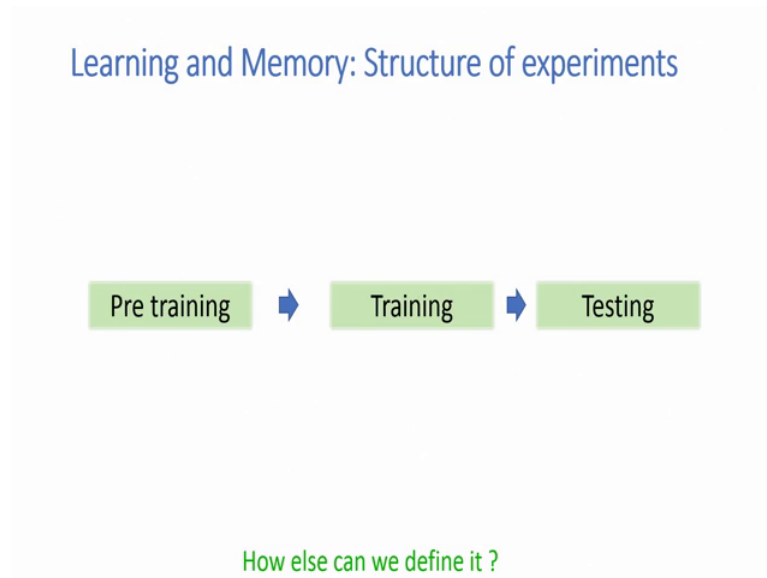 Learning and Memory: Structure of experiments
Pre training
Training
Testing
How else can we define it ?